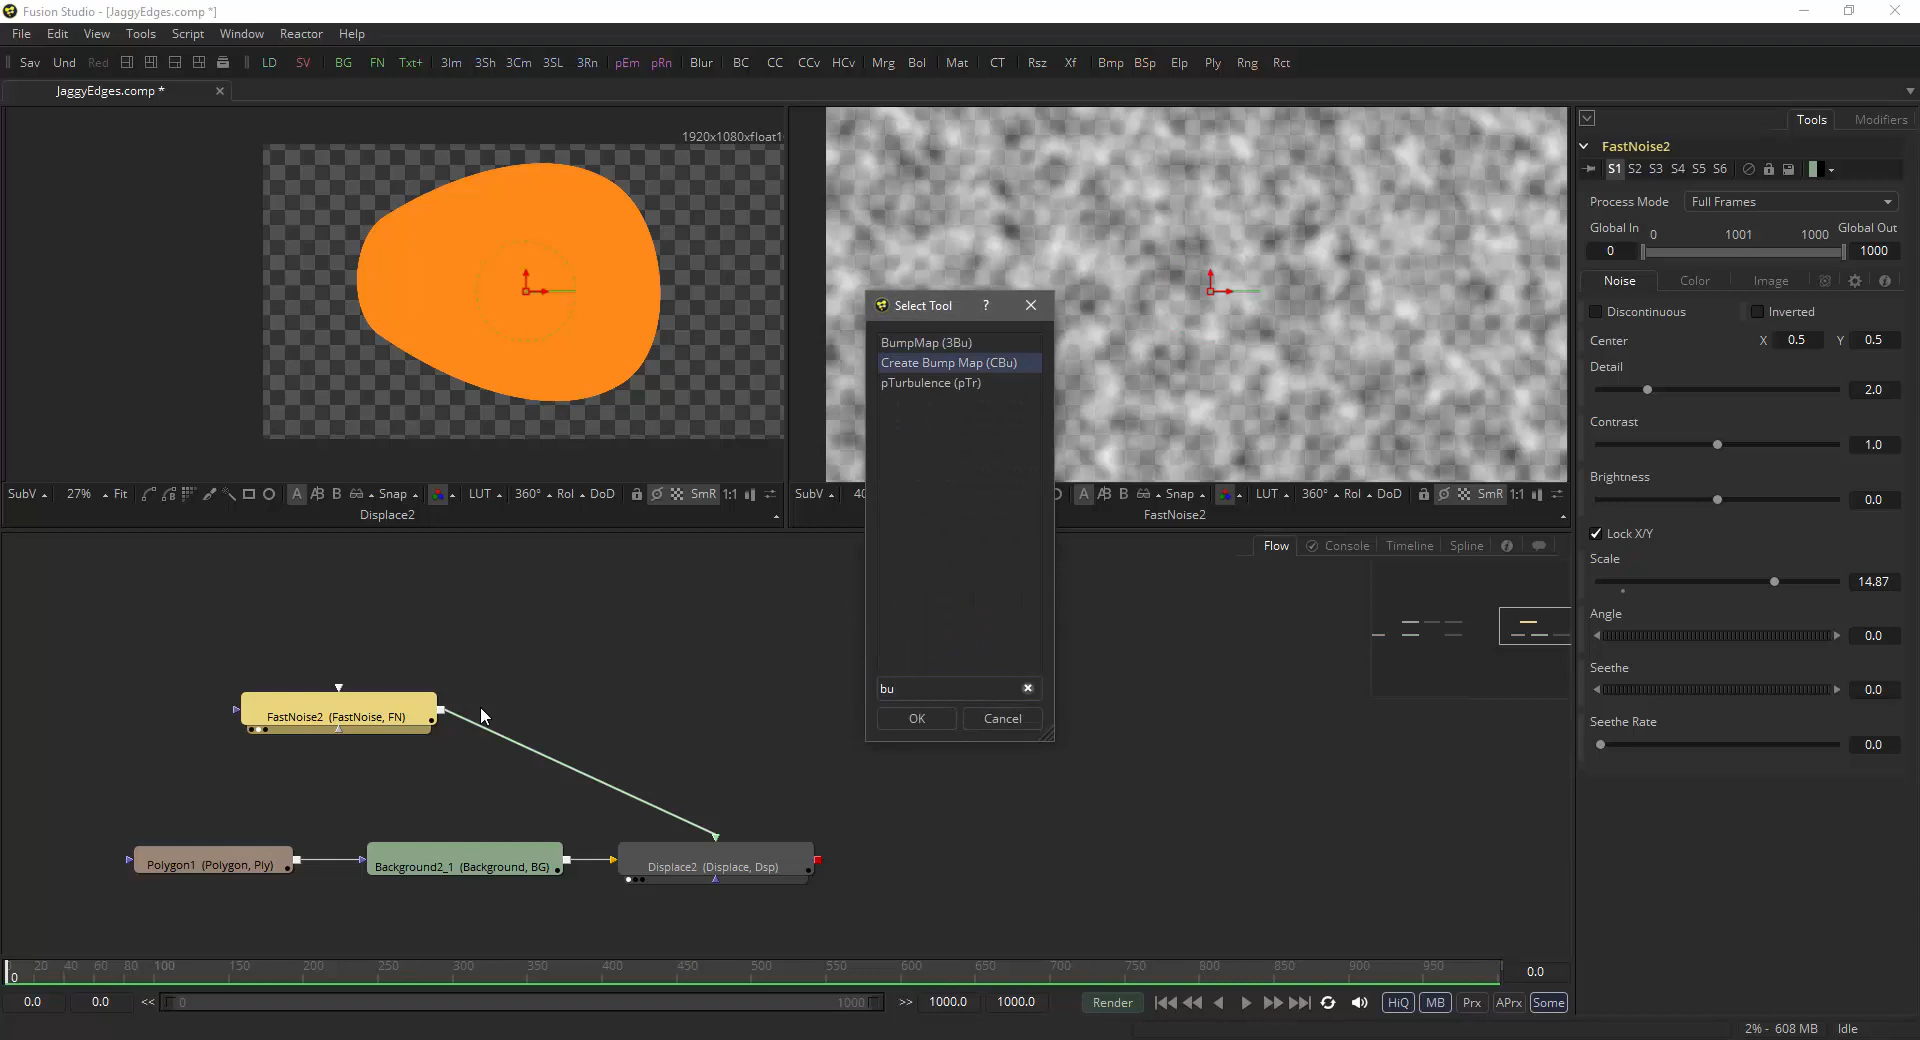 Fusion Studio - [JaggyEdges.comp *]
File Edit View Tools Script Window Reactor Help
Sav Und Red LD SV BG FN Txt+ 3Im 3Sh 3Cm 3SL 3Rn pEm pRn Blur BC CC CCv HCv Mrg Bol Mat CT Rsz Xf Bmp BSp Elp Ply Rng Rct
JaggyEdges.comp *
1920x1080xfloat1
Tools Modifiers
FastNoise2
S1 S2 S3 S4 S5 S6
Process Mode Full Frames
Global In 0 1001 1000 Global Out
0 1000
Noise Color Image
Discontinuous Inverted
Center X 0.5 Y 0.5
Detail
2.0
Contrast
1.0
Brightness
0.0
Lock X/Y
Scale
14.87
Angle
0.0
Seethe
0.0
Seethe Rate
0.0
Select Tool ?
BumpMap (3Bu)
Create Bump Map (CBu)
pTurbulence (pTr)
bu
OK Cancel
SubV 27% Fit A B Snap LUT 360° RoI DoD SmR 1:1
Displace2
SubV 40 A B Snap LUT 360° RoI DoD SmR 1:1
FastNoise2
Flow Console Timeline Spline
FastNoise2 (FastNoise, FN)
Polygon1 (Polygon, Ply)
Background2_1 (Background, BG)
Displace2 (Displace, Dsp)
0 20 40 60 80 100 150 200 250 300 350 400 450 500 550 600 650 700 750 800 850 900 950
0.0
0.0 0.0 << 0 1000 >> 1000.0 1000.0 Render HiQ MB Prx APrx Some
2% - 608 MB Idle